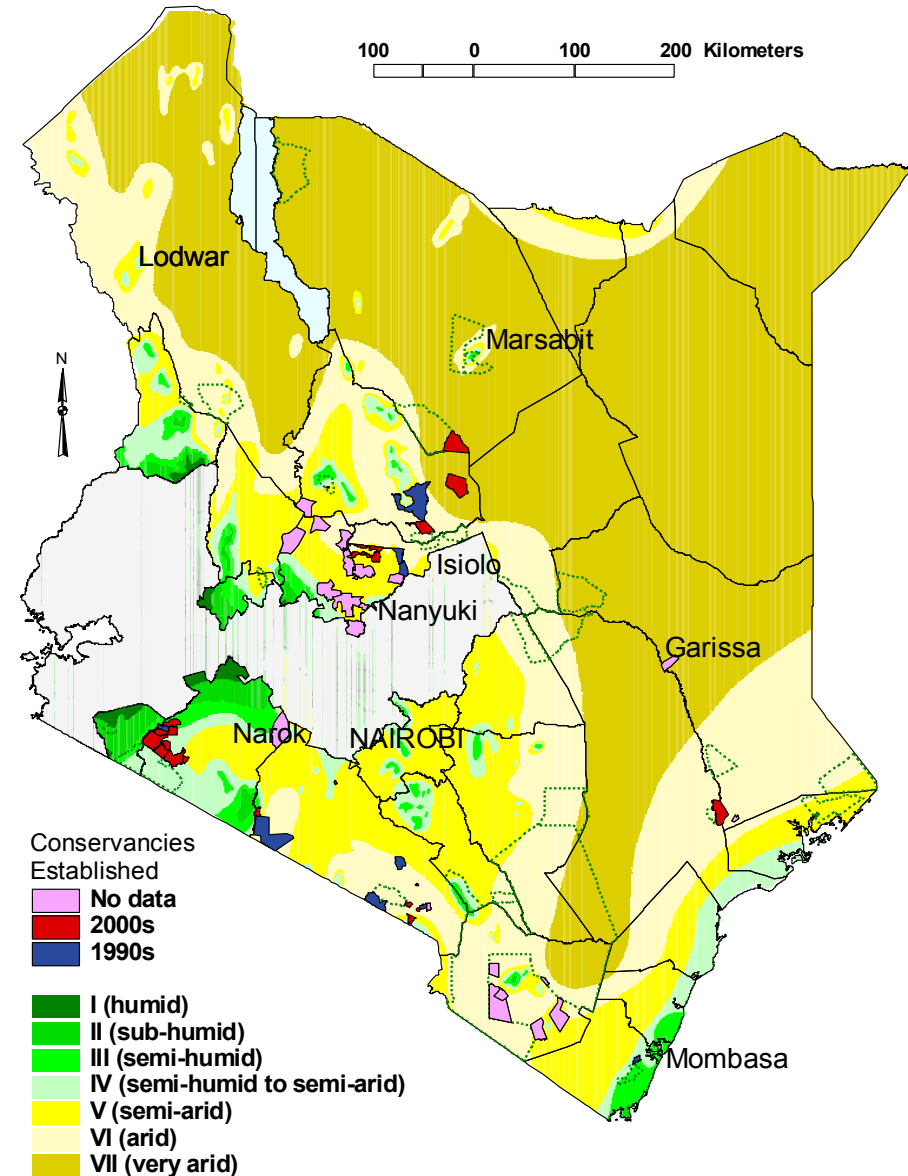 100 0 100 200 Kilometers
Lodwar
Marsabit
N
Isiolo
Nanyuki
Garissa
Narok
NAIROBI
Mombasa
Conservancies
Established
No data
2000s
1990s
I (humid)
II (sub-humid)
III (semi-humid)
IV (semi-humid to semi-arid)
V (semi-arid)
VI (arid)
VII (very arid)